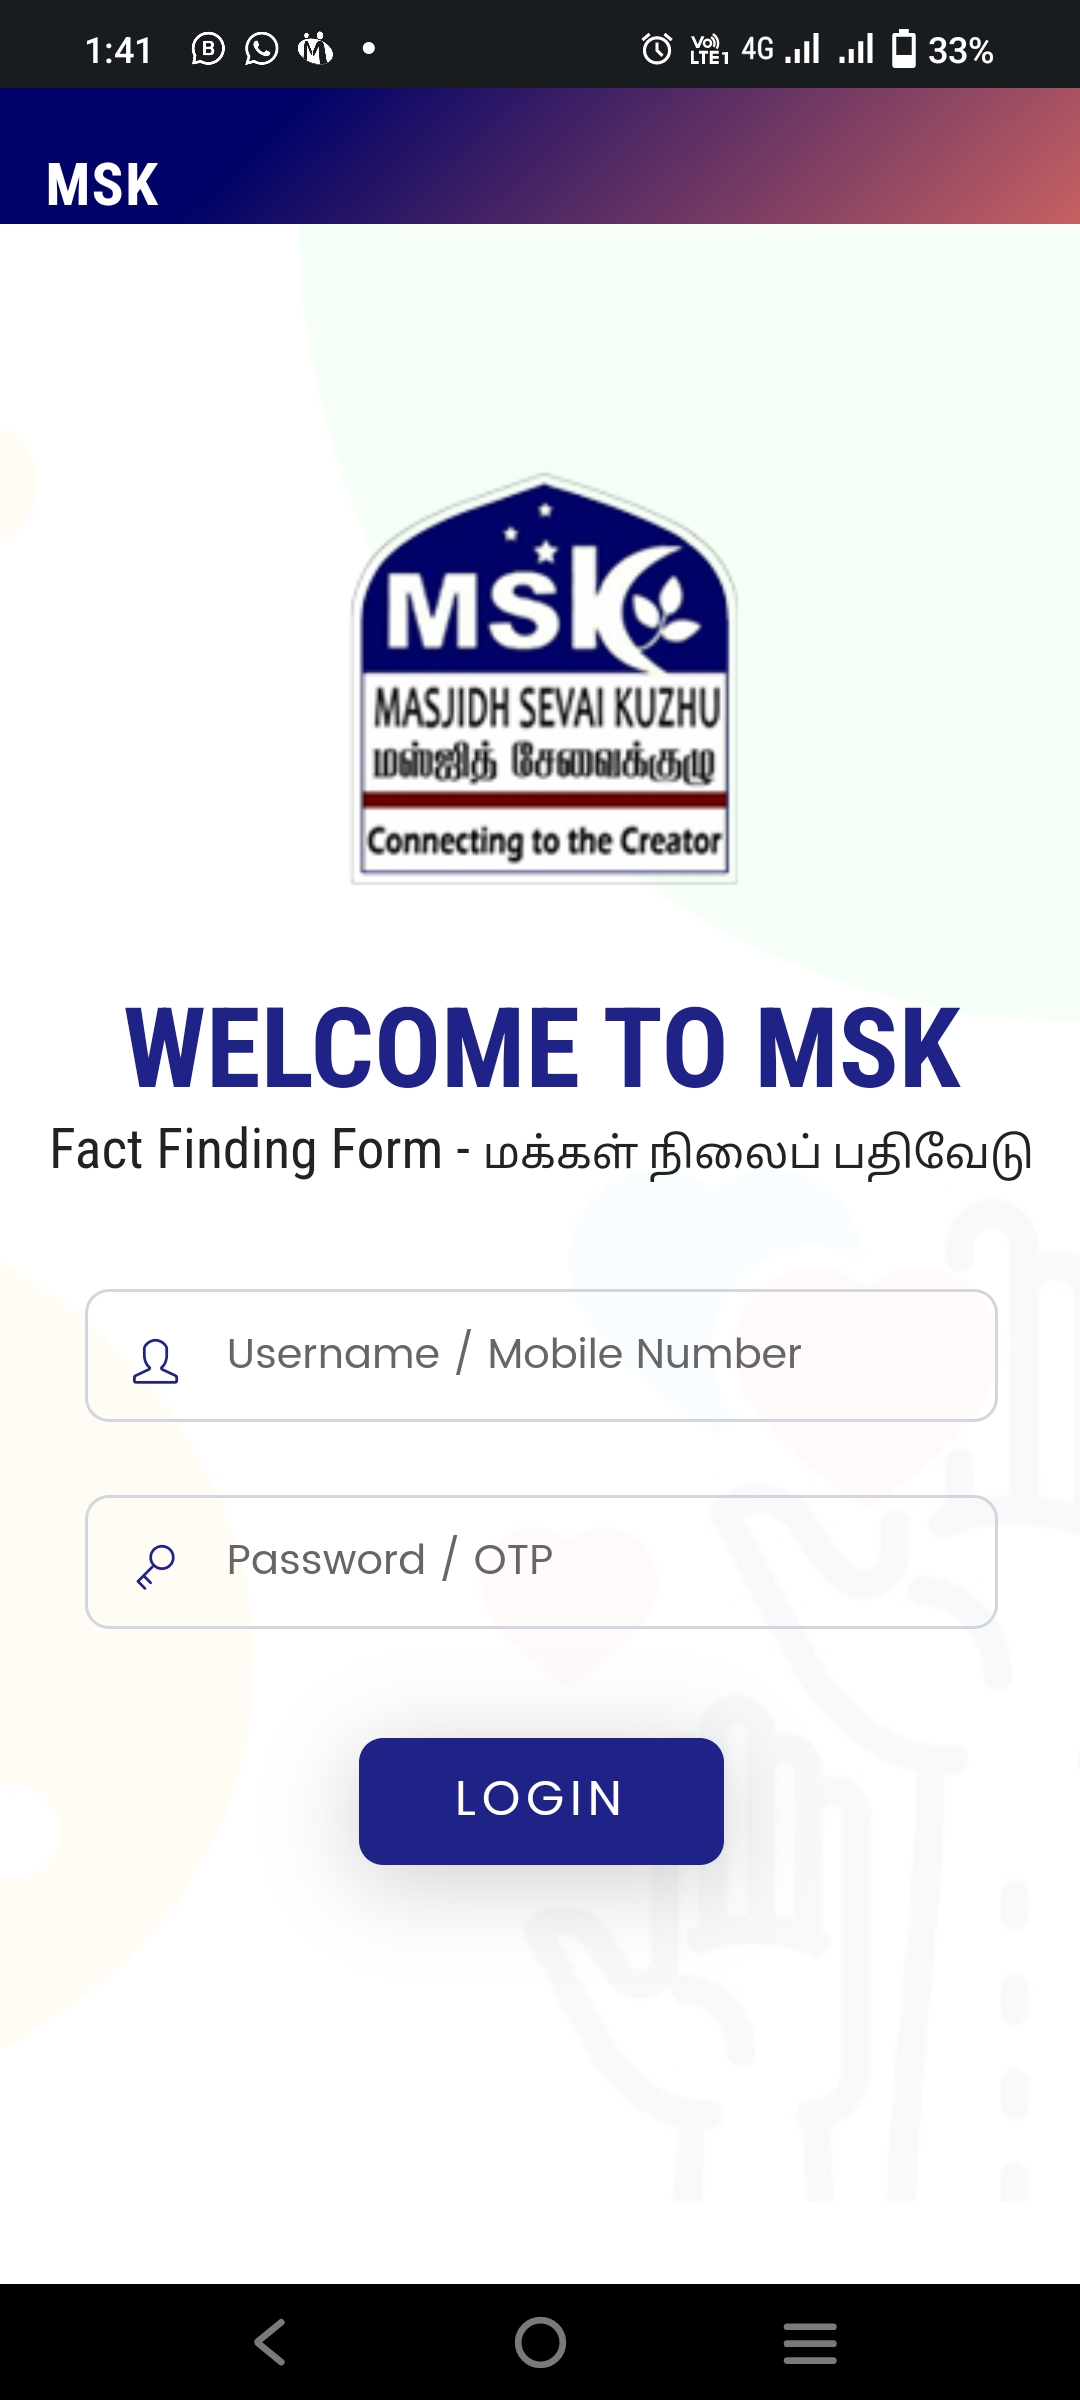 1:41 VoLTE1 4G 33%
MSK
MSK
MASJIDH SEVAI KUZHU
மஸ்ஜித் சேவைக்குழு
Connecting to the Creator
WELCOME TO MSK
Fact Finding Form - மக்கள் நிலைப் பதிவேடு
Username / Mobile Number
Password / OTP
LOGIN